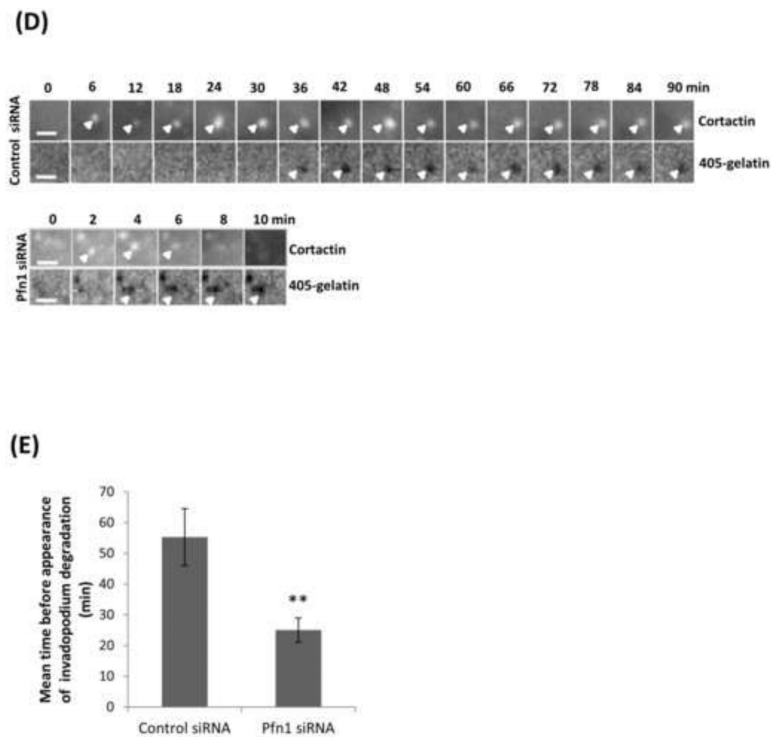 (D)
0 6 12 18 24 30 36 42 48 54 60 66 72 78 84 90 min
Control siRNA
Cortactin
405-gelatin
0 2 4 6 8 10 min
Pfn1 siRNA
Cortactin
405-gelatin
(E)
Mean time before appearance
of invadopodium degradation
(min)
70
60
50
40
30
20
10
0
**
Control siRNA Pfn1 siRNA